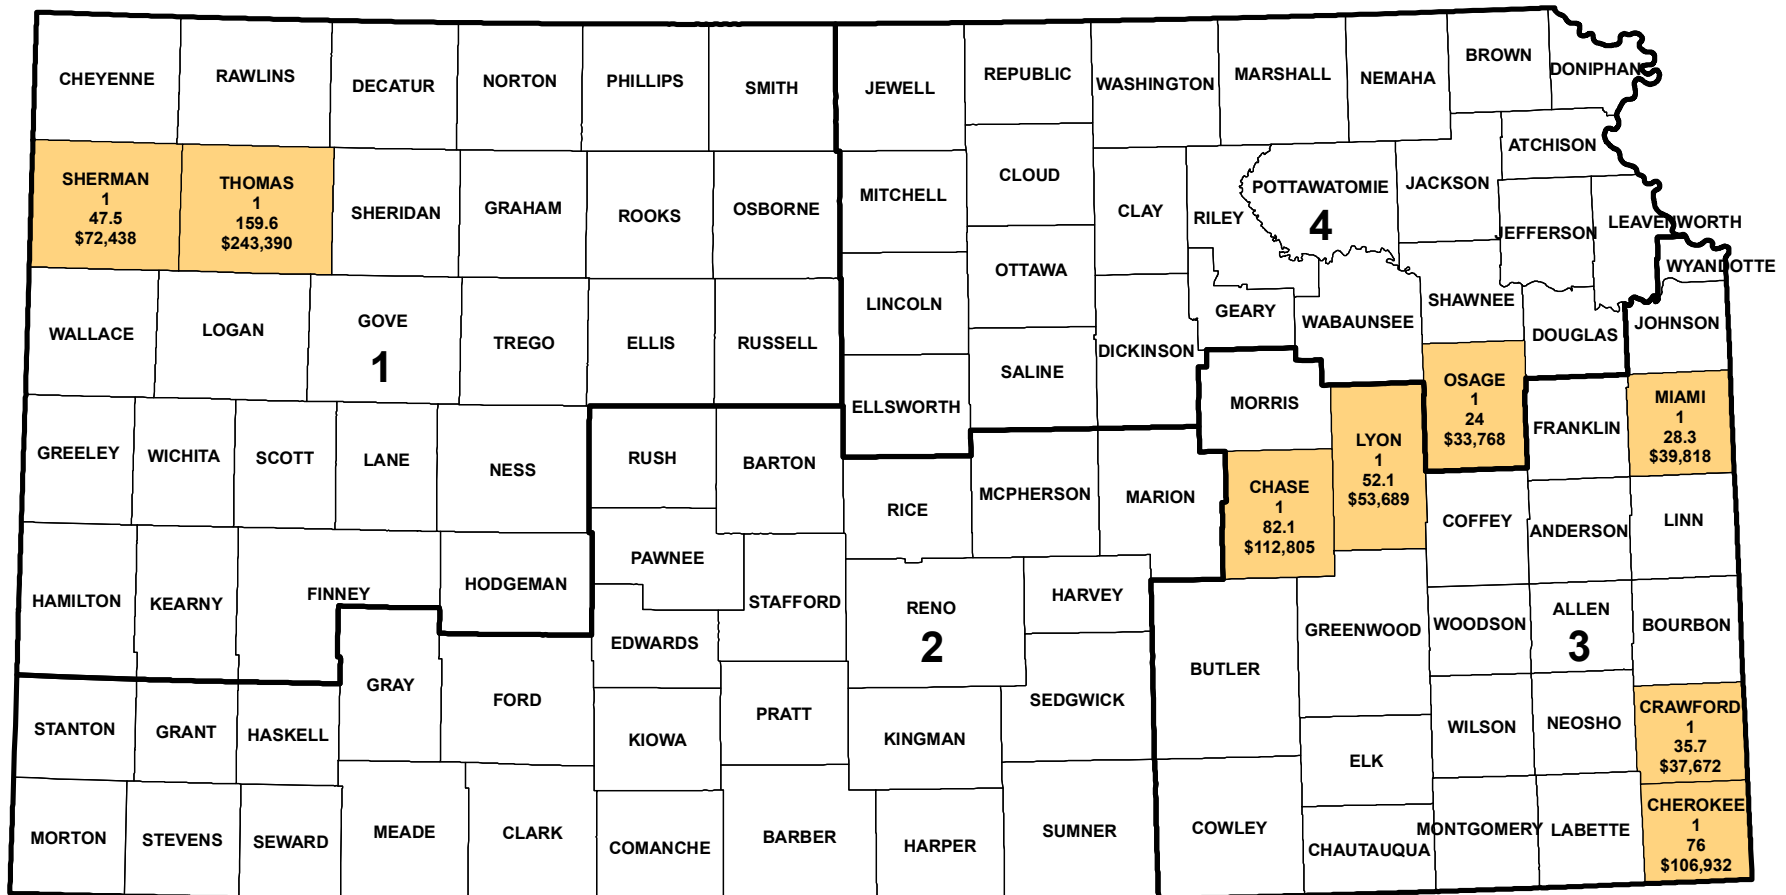 CHEYENNE
RAWLINS
DECATUR
NORTON
PHILLIPS
SMITH
JEWELL
REPUBLIC
WASHINGTON
MARSHALL
NEMAHA
BROWN
DONIPHAN
SHERMAN
1
47.5
$72,438
THOMAS
1
159.6
$243,390
SHERIDAN
GRAHAM
ROOKS
OSBORNE
MITCHELL
CLOUD
CLAY
RILEY
POTTAWATOMIE
4
JACKSON
ATCHISON
JEFFERSON
LEAVENWORTH
WYANDOTTE
WALLACE
LOGAN
GOVE
1
TREGO
ELLIS
RUSSELL
LINCOLN
OTTAWA
SALINE
DICKINSON
GEARY
WABAUNSEE
SHAWNEE
DOUGLAS
JOHNSON
ELLSWORTH
MORRIS
LYON
1
52.1
$53,689
OSAGE
1
24
$33,768
FRANKLIN
MIAMI
1
28.3
$39,818
GREELEY
WICHITA
SCOTT
LANE
NESS
RUSH
BARTON
RICE
MCPHERSON
MARION
CHASE
1
82.1
$112,805
COFFEY
ANDERSON
LINN
HAMILTON
KEARNY
FINNEY
HODGEMAN
PAWNEE
STAFFORD
EDWARDS
RENO
2
HARVEY
BUTLER
GREENWOOD
WOODSON
ALLEN
3
BOURBON
STANTON
GRANT
HASKELL
GRAY
FORD
KIOWA
PRATT
KINGMAN
SEDGWICK
ELK
WILSON
NEOSHO
CRAWFORD
1
35.7
$37,672
MORTON
STEVENS
SEWARD
MEADE
CLARK
COMANCHE
BARBER
HARPER
SUMNER
COWLEY
CHAUTAUQUA
MONTGOMERY
LABETTE
CHEROKEE
1
76
$106,932